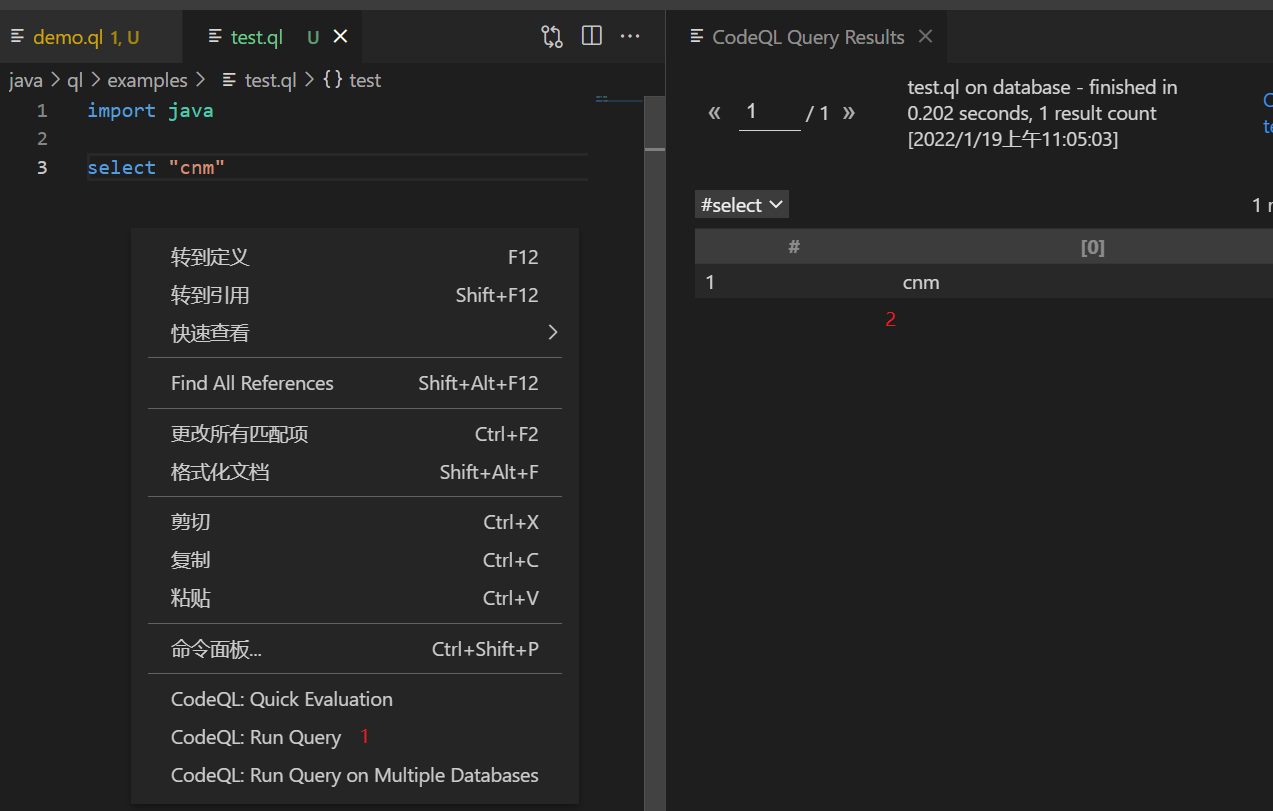 demo.ql 1, U
test.ql U
java > ql > examples > test.ql > {} test
1 import java
2
3 select "cnm"
转到定义 F12
转到引用 Shift+F12
快速查看
Find All References Shift+Alt+F12
更改所有匹配项 Ctrl+F2
格式化文档 Shift+Alt+F
剪切 Ctrl+X
复制 Ctrl+C
粘贴 Ctrl+V
命令面板... Ctrl+Shift+P
CodeQL: Quick Evaluation
CodeQL: Run Query 1
CodeQL: Run Query on Multiple Databases
CodeQL Query Results
« 1 / 1 »
test.ql on database - finished in
0.202 seconds, 1 result count
[2022/1/19上午11:05:03]
#select 1
# [0]
1 cnm
2